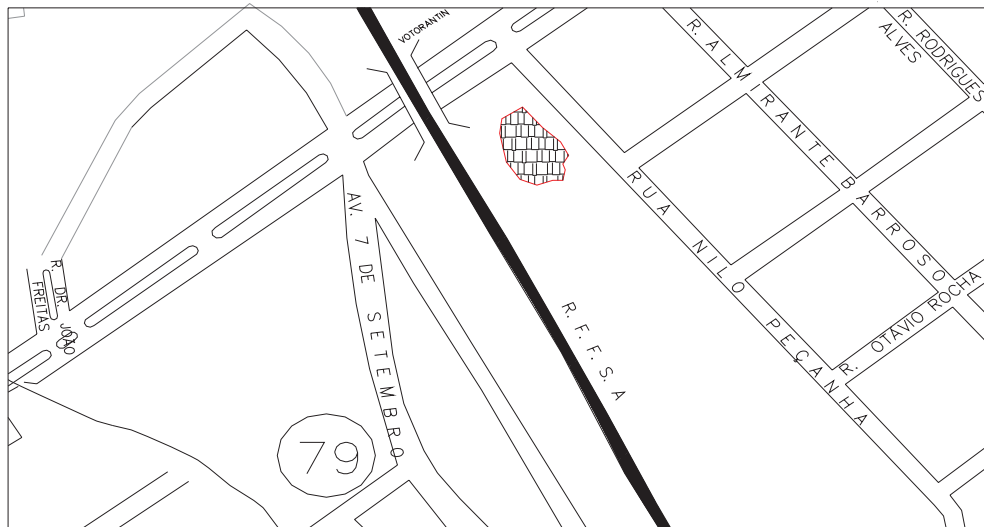 VOTORANTIN
R. ALMIRANTE BARROSO
R. RODRIGUES
ALVES
RUA NILO PEÇANHA
AV. 7 DE SETEMBRO
R. DR. JOÃO
FREITAS
R. F. F. S. A
R. OTÁVIO ROCHA
79